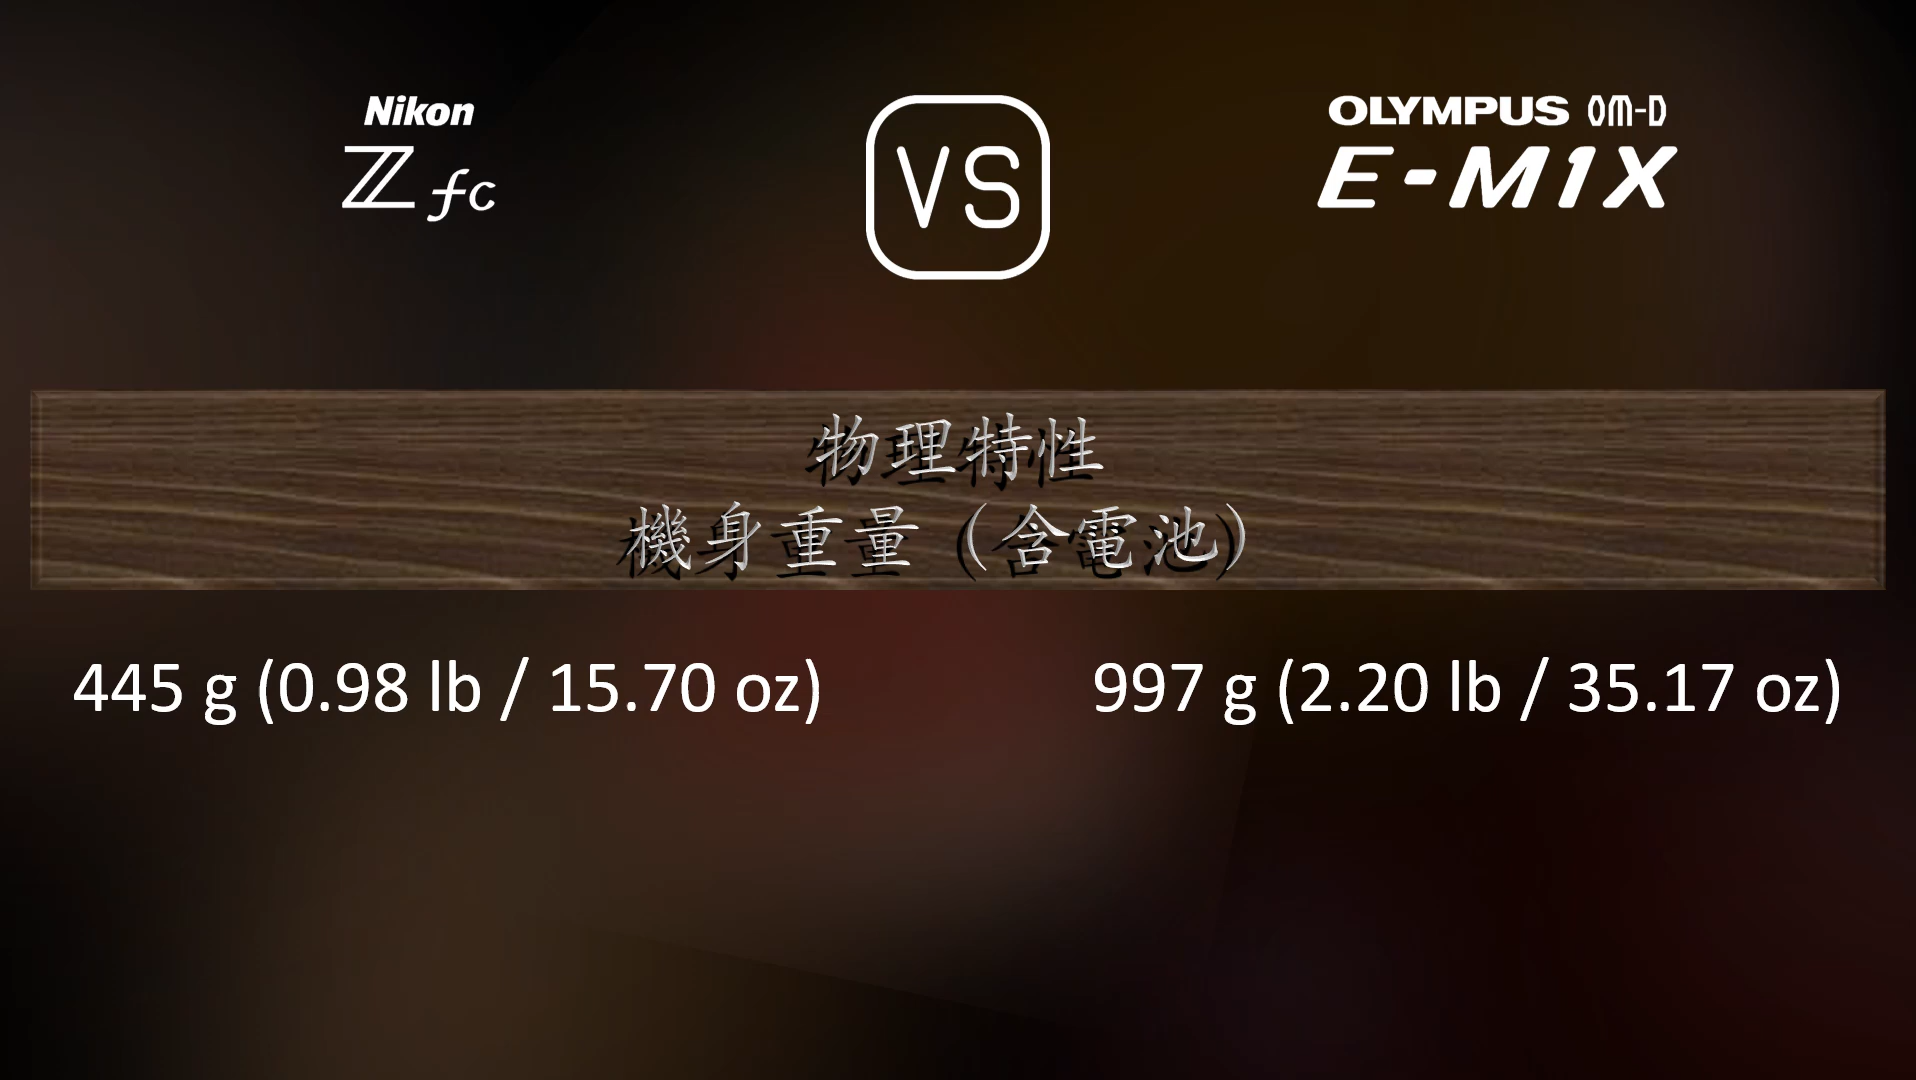 Nikon
Z fc
VS
OLYMPUS OM-D
E-M1X
物理特性
機身重量（含電池）
445 g (0.98 lb / 15.70 oz)
997 g (2.20 lb / 35.17 oz)